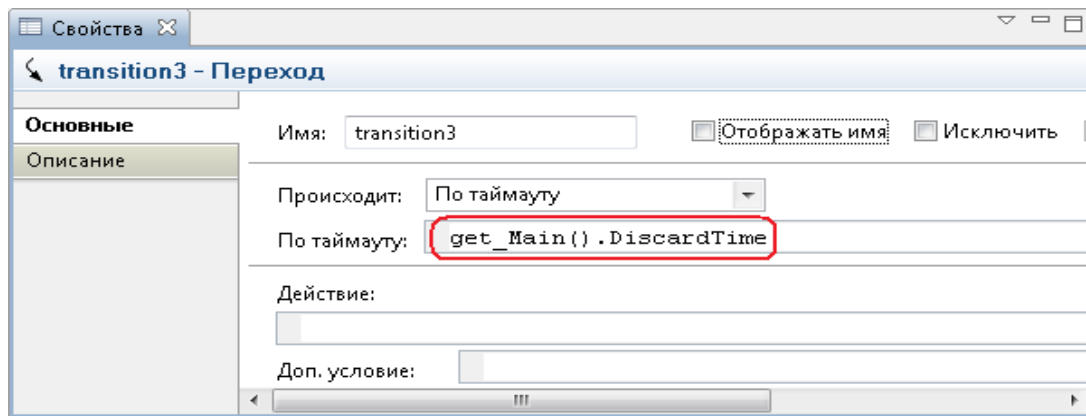 Свойства
transition3 - Переход
Основные
Описание
Имя: transition3 Отображать имя Исключить
Происходит: По таймауту
По таймауту: get_Main().DiscardTime
Действие:
Доп. условие: